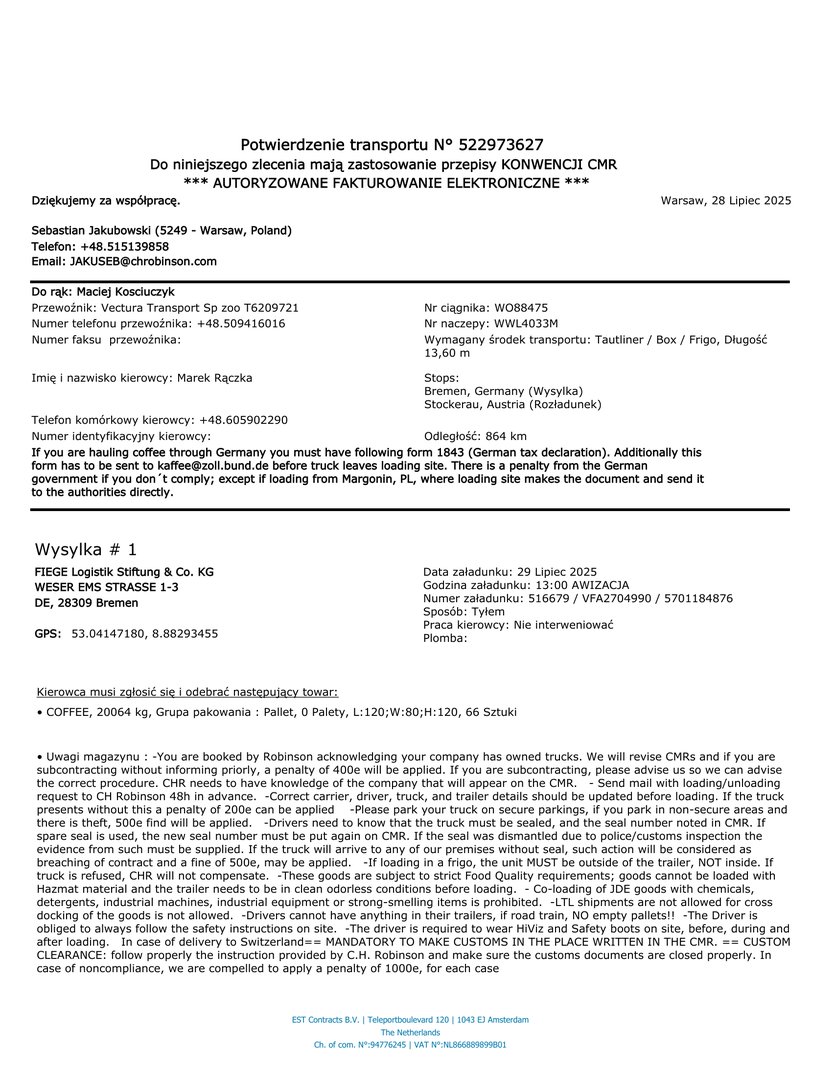 Potwierdzenie transportu N° 522973627
Do niniejszego zlecenia mają zastosowanie przepisy KONWENCJI CMR
*** AUTORYZOWANE FAKTUROWANIE ELEKTRONICZNE ***
Dziękujemy za współpracę.
Warsaw, 28 Lipiec 2025
Sebastian Jakubowski (5249 - Warsaw, Poland)
Telefon: +48.515139858
Email: JAKUSEB@chrobinson.com
Do rąk: Maciej Kosciuczyk
Przewoźnik: Vectura Transport Sp zoo T6209721
Nr ciągnika: WO88475
Numer telefonu przewoźnika: +48.509416016
Nr naczepy: WWL4033M
Numer faksu  przewoźnika:
Wymagany środek transportu: Tautliner / Box / Frigo, Długość
13,60 m
Imię i nazwisko kierowcy: Marek Rączka
Stops:
Bremen, Germany (Wysylka)
Stockerau, Austria (Rozładunek)
Telefon komórkowy kierowcy: +48.605902290
Numer identyfikacyjny kierowcy:
Odległość: 864 km
If you are hauling coffee through Germany you must have following form 1843 (German tax declaration). Additionally this
form has to be sent to kaffee@zoll.bund.de before truck leaves loading site. There is a penalty from the German
government if you don´t comply; except if loading from Margonin, PL, where loading site makes the document and send it
to the authorities directly.
Wysylka # 1
FIEGE Logistik Stiftung & Co. KG
WESER EMS STRASSE 1-3
DE, 28309 Bremen
GPS: 53.04147180, 8.88293455
Data załadunku: 29 Lipiec 2025
Godzina załadunku: 13:00 AWIZACJA
Numer załadunku: 516679 / VFA2704990 / 5701184876
Sposób: Tyłem
Praca kierowcy: Nie interweniować
Plomba:
Kierowca musi zgłosić się i odebrać następujący towar:
• COFFEE, 20064 kg, Grupa pakowania : Pallet, 0 Palety, L:120;W:80;H:120, 66 Sztuki
• Uwagi magazynu : -You are booked by Robinson acknowledging your company has owned trucks. We will revise CMRs and if you are
subcontracting without informing priorly, a penalty of 400e will be applied. If you are subcontracting, please advise us so we can advise
the correct procedure. CHR needs to have knowledge of the company that will appear on the CMR.   - Send mail with loading/unloading
request to CH Robinson 48h in advance.  -Correct carrier, driver, truck, and trailer details should be updated before loading. If the truck
presents without this a penalty of 200e can be applied    -Please park your truck on secure parkings, if you park in non-secure areas and
there is theft, 500e find will be applied.   -Drivers need to know that the truck must be sealed, and the seal number noted in CMR. If
spare seal is used, the new seal number must be put again on CMR. If the seal was dismantled due to police/customs inspection the
evidence from such must be supplied. If the truck will arrive to any of our premises without seal, such action will be considered as
breaching of contract and a fine of 500e, may be applied.   -If loading in a frigo, the unit MUST be outside of the trailer, NOT inside. If
truck is refused, CHR will not compensate.  -These goods are subject to strict Food Quality requirements; goods cannot be loaded with
Hazmat material and the trailer needs to be in clean odorless conditions before loading.  - Co-loading of JDE goods with chemicals,
detergents, industrial machines, industrial equipment or strong-smelling items is prohibited.  -LTL shipments are not allowed for cross
docking of the goods is not allowed.  -Drivers cannot have anything in their trailers, if road train, NO empty pallets!!  -The Driver is
obliged to always follow the safety instructions on site.  -The driver is required to wear HiViz and Safety boots on site, before, during and
after loading.   In case of delivery to Switzerland== MANDATORY TO MAKE CUSTOMS IN THE PLACE WRITTEN IN THE CMR. == CUSTOM
CLEARANCE: follow properly the instruction provided by C.H. Robinson and make sure the customs documents are closed properly. In
case of noncompliance, we are compelled to apply a penalty of 1000e, for each case
EST Contracts B.V. | Teleportboulevard 120 | 1043 EJ Amsterdam
The Netherlands
Ch. of com. N°:94776245 | VAT N°:NL866889899B01